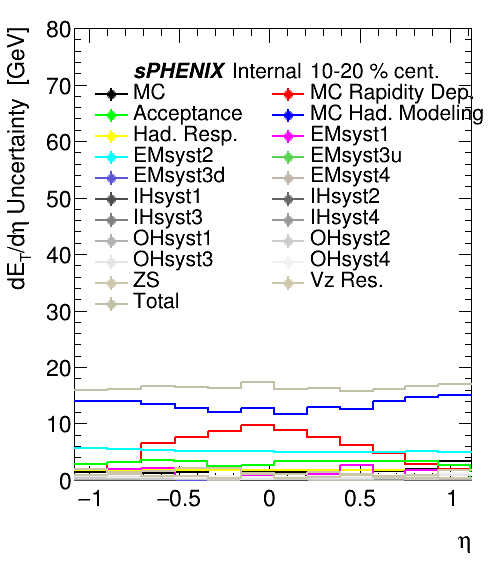 dE_T/dη Uncertainty [GeV]
80
70
60
50
40
30
20
10
0
sPHENIX Internal 10-20 % cent.
MC
MC Rapidity Dep.
Acceptance
MC Had. Modeling
Had. Resp.
EMsyst1
EMsyst2
EMsyst3u
EMsyst3d
EMsyst4
IHsyst1
IHsyst2
IHsyst3
IHsyst4
OHsyst1
OHsyst2
OHsyst3
OHsyst4
ZS
Vz Res.
Total
−1 −0.5 0 0.5 1
η